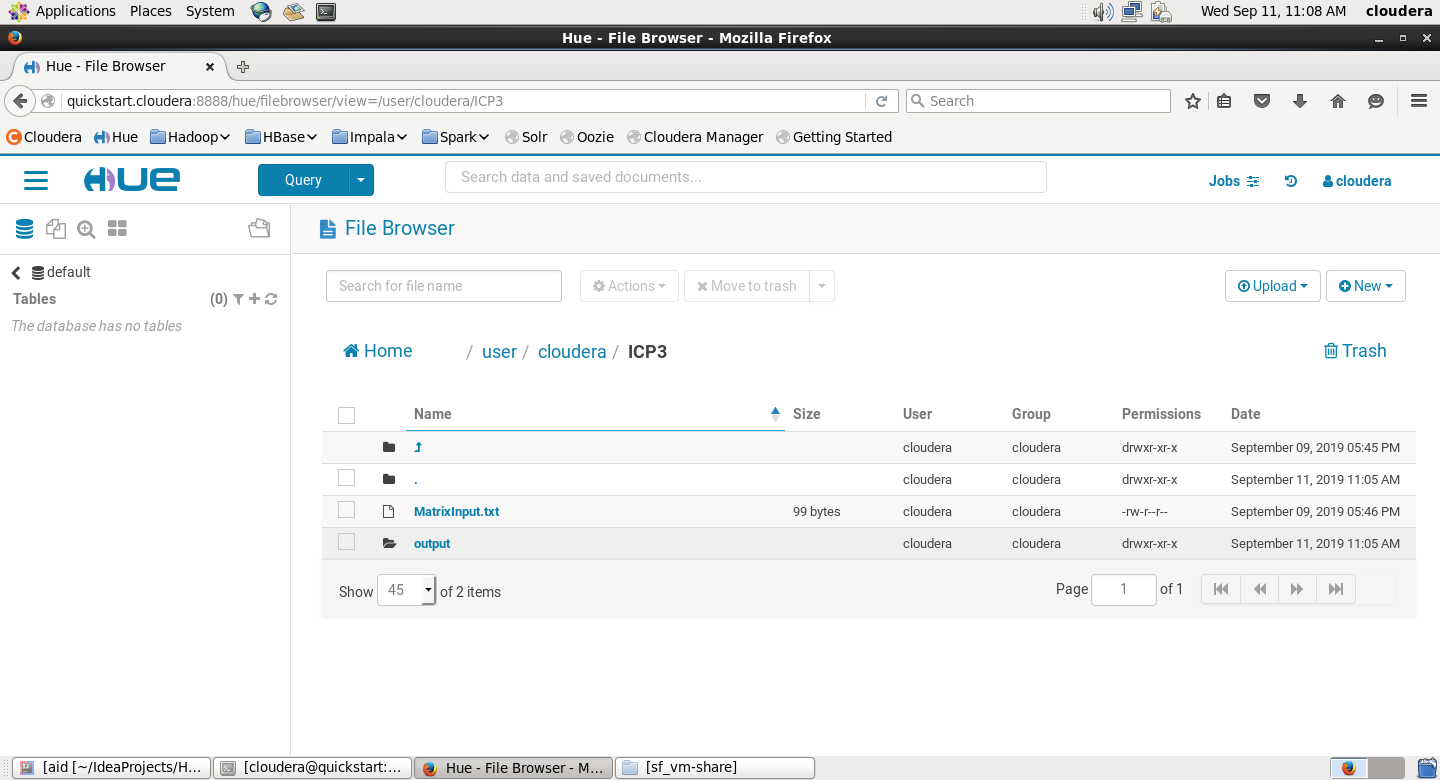 Applications Places System Wed Sep 11, 11:08 AM cloudera
Hue - File Browser - Mozilla Firefox
Hue - File Browser
quickstart.cloudera:8888/hue/filebrowser/view=/user/cloudera/ICP3 Search
Cloudera Hue Hadoop HBase Impala Spark Solr Oozie Cloudera Manager Getting Started
HUE Query Search data and saved documents... Jobs cloudera
File Browser
default
Tables (0)
The database has no tables
Search for file name Actions Move to trash Upload New
Home / user / cloudera / ICP3 Trash
Name Size User Group Permissions Date
cloudera cloudera drwxr-xr-x September 09, 2019 05:45 PM
. cloudera cloudera drwxr-xr-x September 11, 2019 11:05 AM
MatrixInput.txt 99 bytes cloudera cloudera -rw-r--r-- September 09, 2019 05:46 PM
output cloudera cloudera drwxr-xr-x September 11, 2019 11:05 AM
Show 45 of 2 items Page 1 of 1
[aid [~/IdeaProjects/H... [cloudera@quickstart:... Hue - File Browser - M... [sf_vm-share]